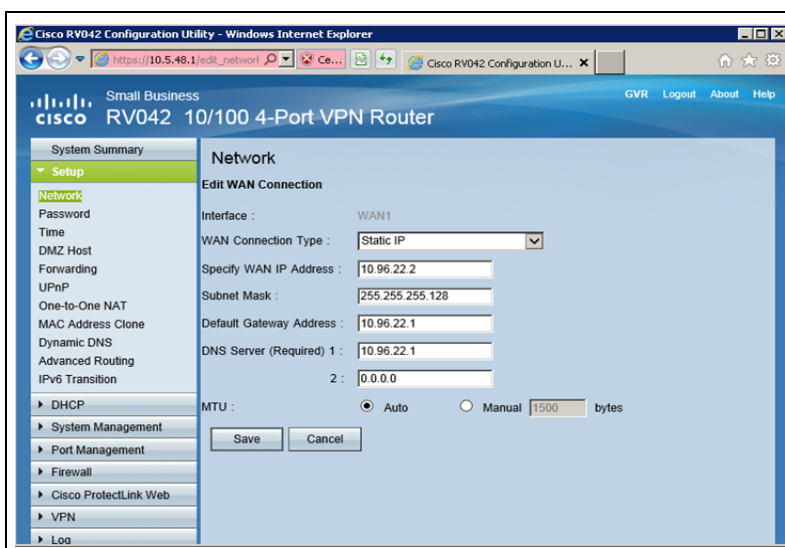 Cisco RV042 Configuration Utility - Windows Internet Explorer
https://10.5.48.1/edit_networl
Ce...
Cisco RV042 Configuration U...
Small Business
CISCO RV042 10/100 4-Port VPN Router
GVR Logout About Help
System Summary
Setup
Network
Password
Time
DMZ Host
Forwarding
UPnP
One-to-One NAT
MAC Address Clone
Dynamic DNS
Advanced Routing
IPv6 Transition
DHCP
System Management
Port Management
Firewall
Cisco ProtectLink Web
VPN
Log
Network
Edit WAN Connection
Interface : WAN1
WAN Connection Type : Static IP
Specify WAN IP Address : 10.96.22.2
Subnet Mask : 255.255.255.128
Default Gateway Address : 10.96.22.1
DNS Server (Required) 1 : 10.96.22.1
2 : 0.0.0.0
MTU : Auto Manual 1500 bytes
Save Cancel